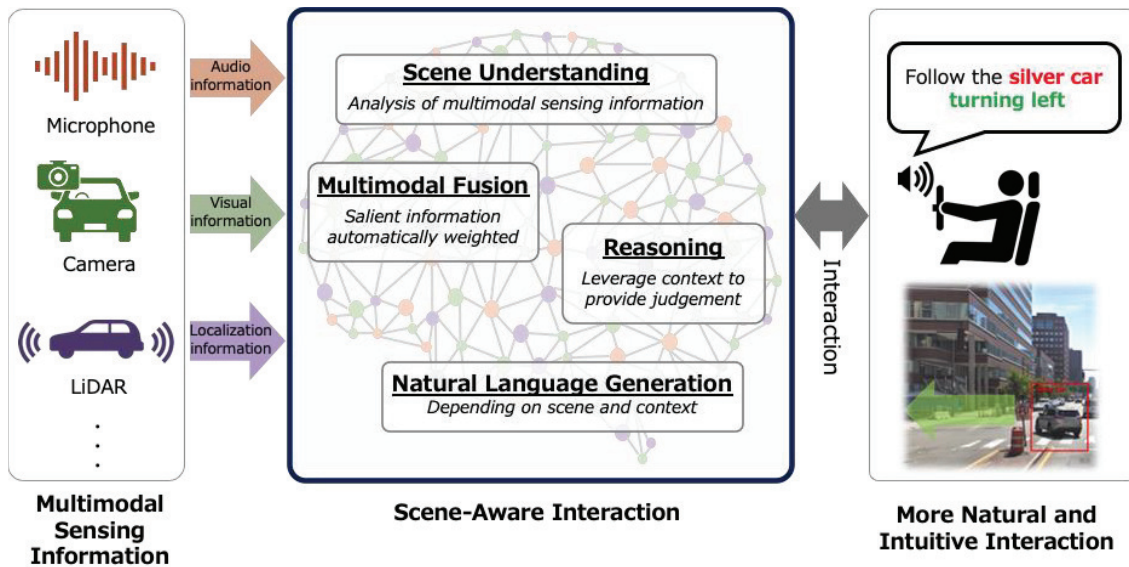 Microphone
Camera
LiDAR
Multimodal
Sensing
Information
Audio
information
Visual
information
Localization
information
Scene Understanding
Analysis of multimodal sensing information
Multimodal Fusion
Salient information
automatically weighted
Reasoning
Leverage context to
provide judgement
Natural Language Generation
Depending on scene and context
Scene-Aware Interaction
Interaction
Follow the silver car
turning left
More Natural and
Intuitive Interaction